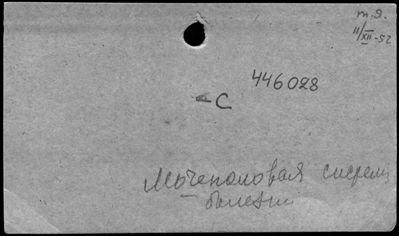 т.д.
11/XII-52
446028
С
Мочеполовая систем
— болезни